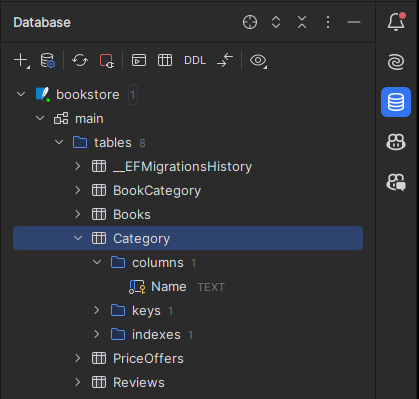 Database
DDL
bookstore 1
main
tables 8
__EFMigrationsHistory
BookCategory
Books
Category
columns 1
Name TEXT
keys 1
indexes 1
PriceOffers
Reviews